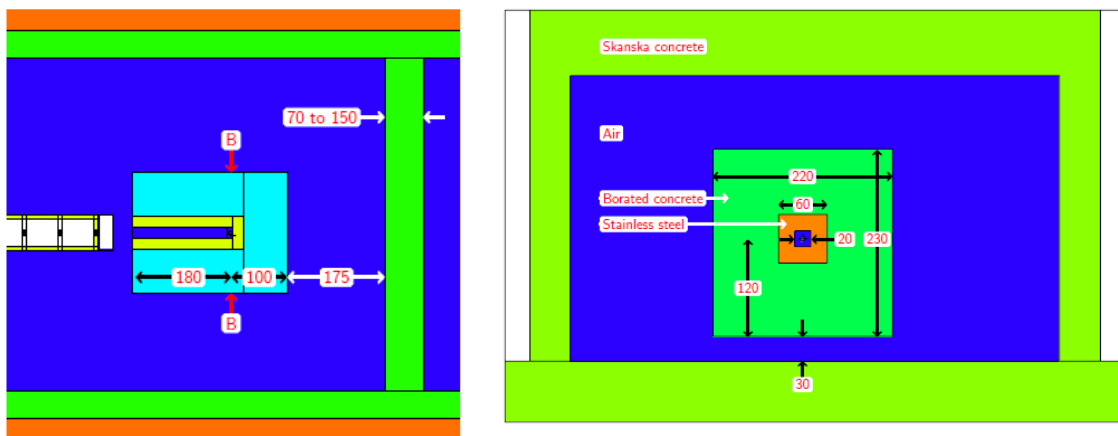 70 to 150
B
180
100
175
B
Skanska concrete
Air
220
Borated concrete
60
Stainless steel
20
230
120
30